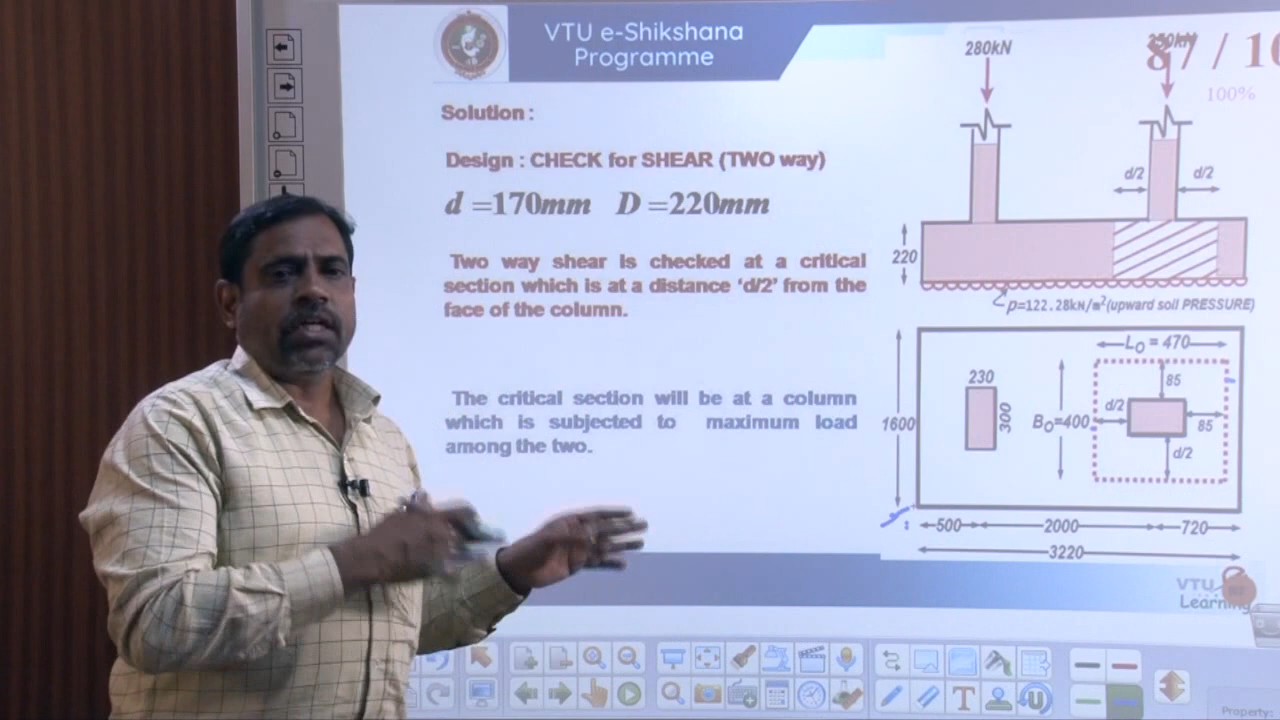 VTU e-Shikshana
Programme
87 / 10
100%
Solution :
Design : CHECK for SHEAR (TWO way)
d =170mm D =220mm
Two way shear is checked at a critical
section which is at a distance 'd/2' from the
face of the column.
The critical section will be at a column
which is subjected to maximum load
among the two.
280kN
d/2
d/2
220
p=122.28kN/m² (upward soil PRESSURE)
LO = 470
230
300
85
d/2
BO=400
85
d/2
1600
500
2000
720
3220
VTU
Learning
T
Property: